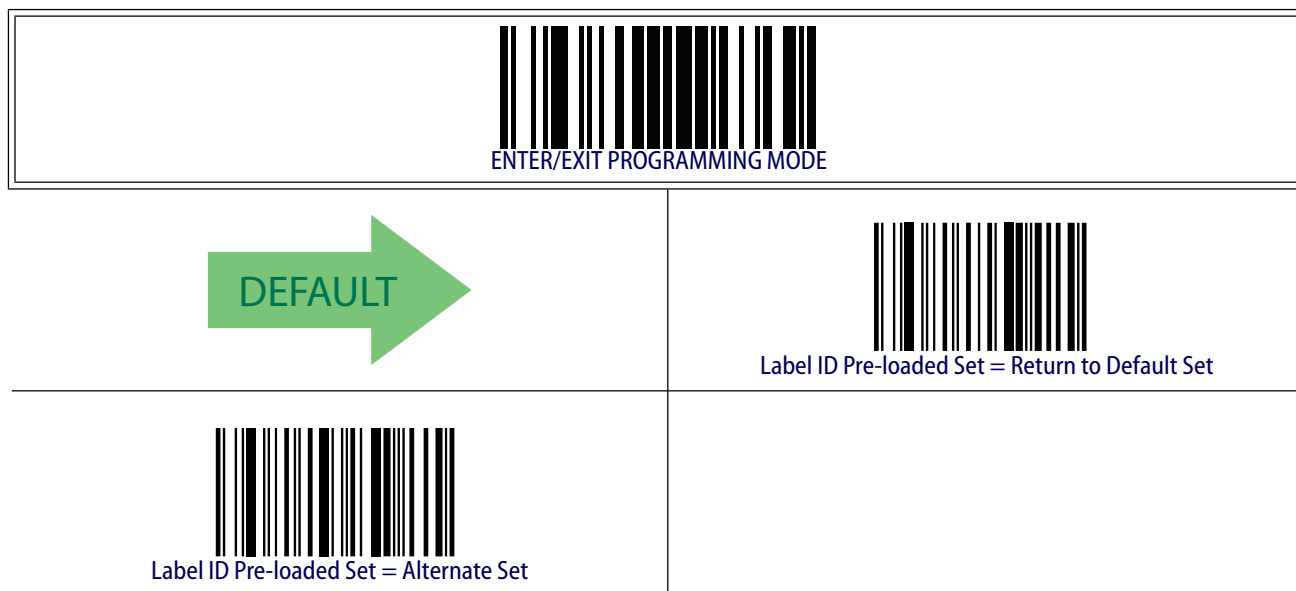 ENTER/EXIT PROGRAMMING MODE
DEFAULT
Label ID Pre-loaded Set = Return to Default Set
Label ID Pre-loaded Set = Alternate Set